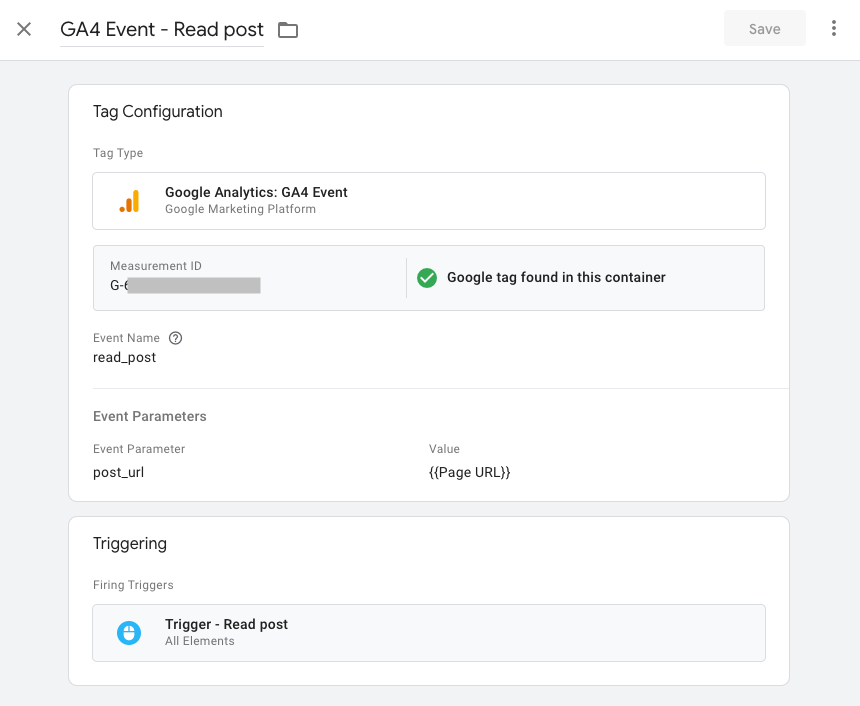 GA4 Event - Read post
Save
Tag Configuration
Tag Type
Google Analytics: GA4 Event
Google Marketing Platform
Measurement ID
G-6
Google tag found in this container
Event Name
read_post
Event Parameters
Event Parameter
Value
post_url
{{Page URL}}
Triggering
Firing Triggers
Trigger - Read post
All Elements